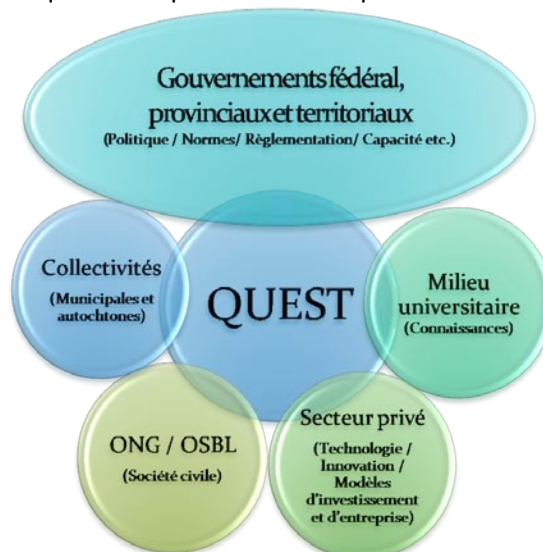 Gouvernements fédéral,
provinciaux et territoriaux
(Politique / Normes/ Règlementation/ Capacité etc.)
Collectivités
(Municipales et
autochtones)
QUEST
Milieu
universitaire
(Connaissances)
ONG / OSBL
(Société civile)
Secteur privé
(Technologie /
Innovation /
Modèles
d'investissement
et d'entreprise)